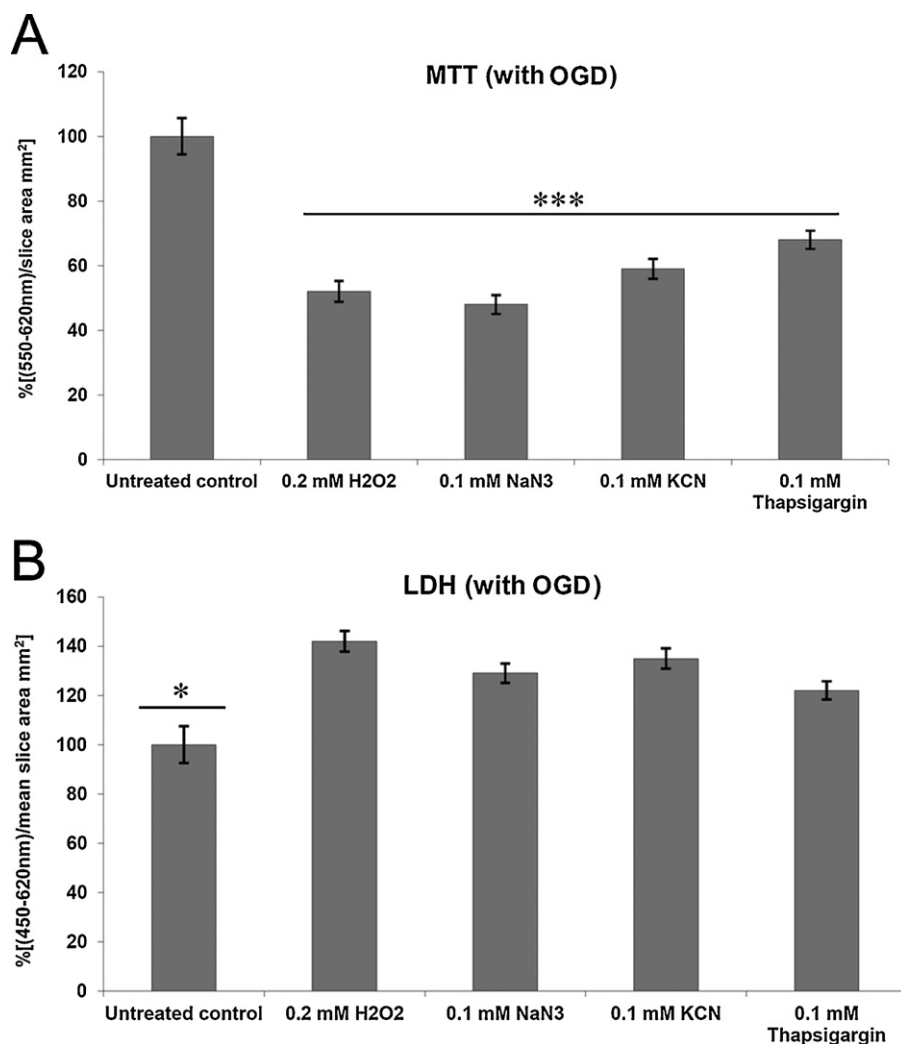 A
MTT (with OGD)
%[(550-620nm)/slice area mm²]
120
100
80
60
40
20
0
***
Untreated control
0.2 mM H2O2
0.1 mM NaN3
0.1 mM KCN
0.1 mM
Thapsigargin
B
LDH (with OGD)
%[(450-620nm)/mean slice area mm²]
160
140
120
100
80
60
40
20
0
*
Untreated control
0.2 mM H2O2
0.1 mM NaN3
0.1 mM KCN
0.1 mM
Thapsigargin